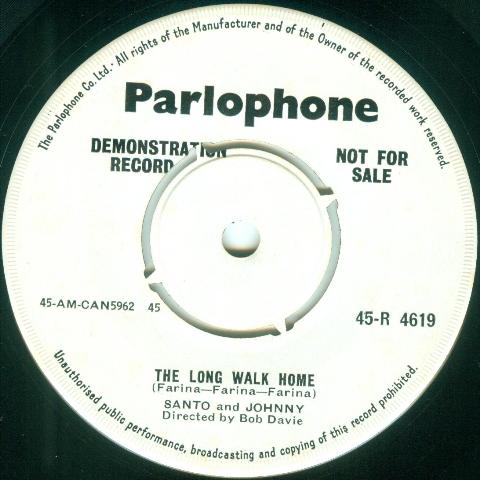 The Parlophone Co. Ltd.· All rights of the Manufacturer and of the Owner of the recorded work reserved.
Parlophone
DEMONSTRATION
RECORD
NOT FOR
SALE
45-AM-CAN5962 45
45-R 4619
THE LONG WALK HOME
(Farina—Farina—Farina)
SANTO and JOHNNY
Directed by Bob Davie
Unauthorised public performance, broadcasting and copying of this record prohibited.